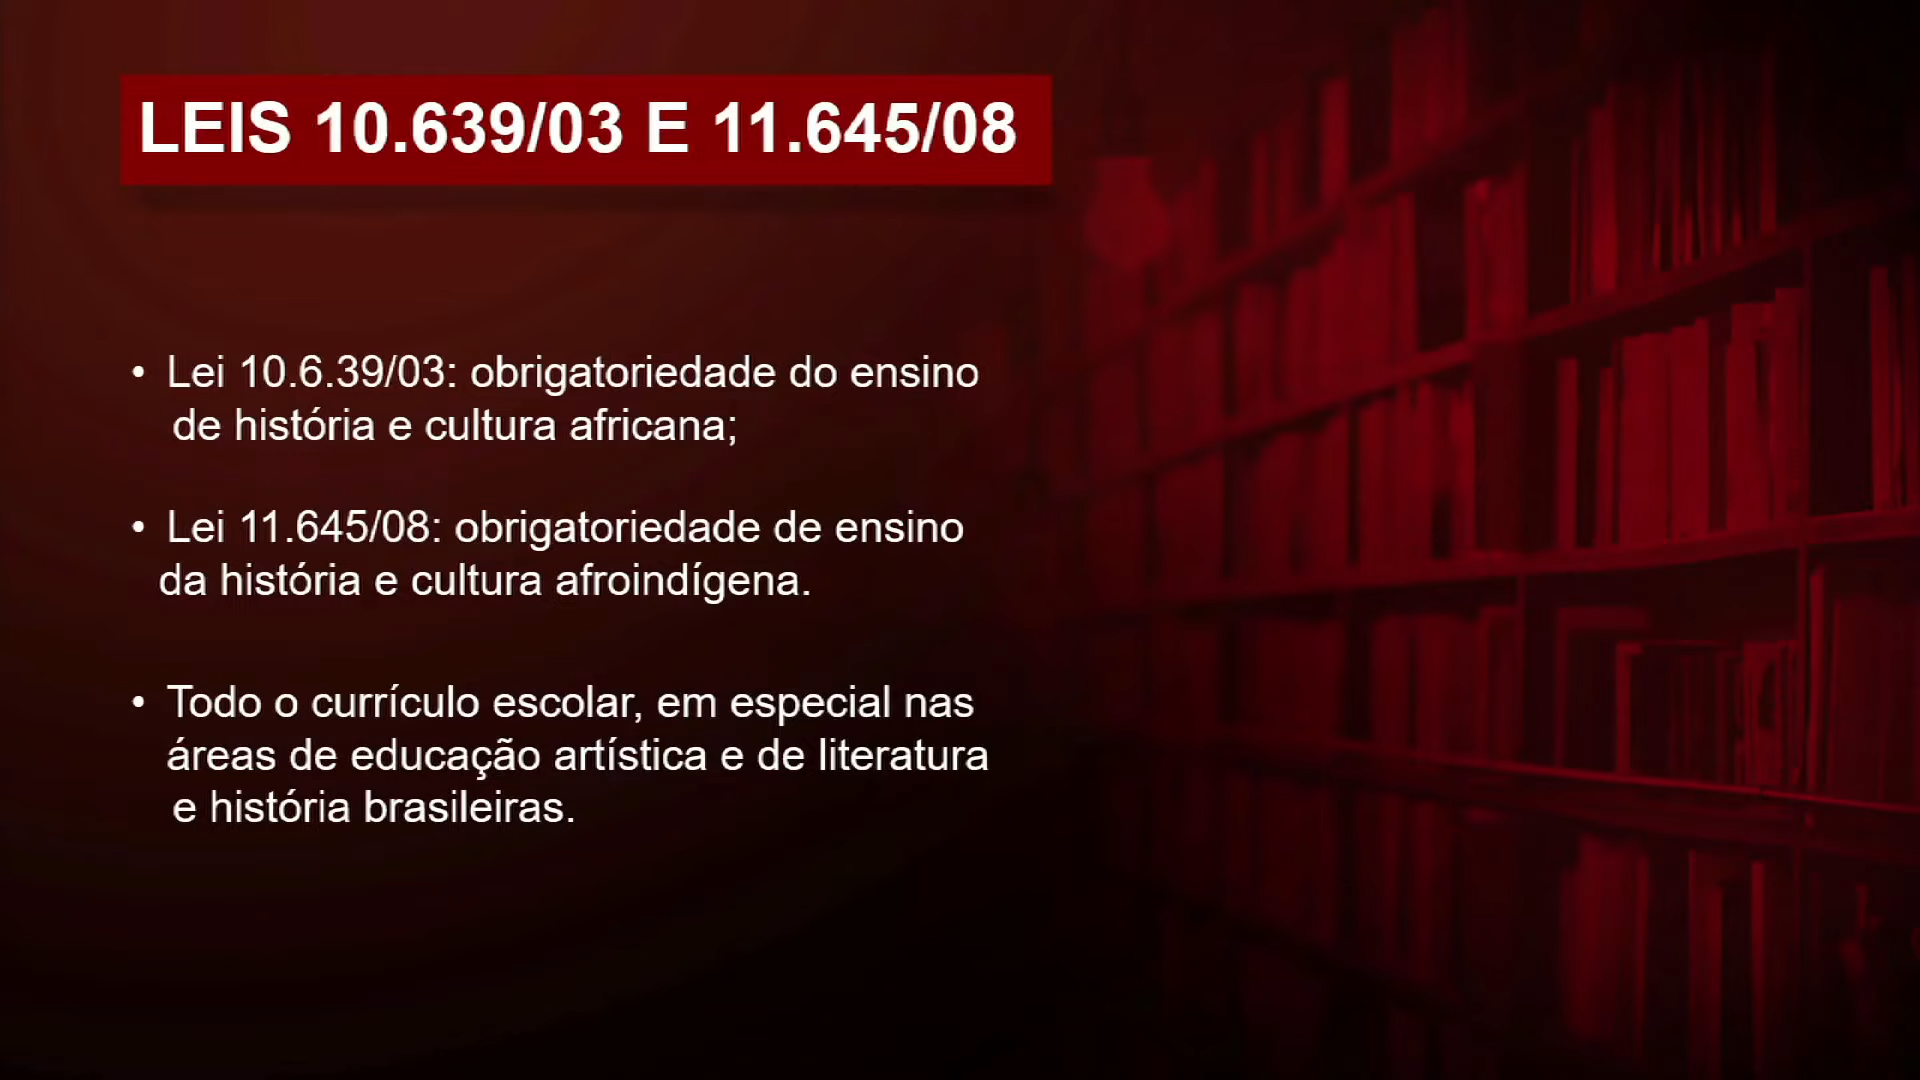 LEIS 10.639/03 E 11.645/08
• Lei 10.6.39/03: obrigatoriedade do ensino
de história e cultura africana;
• Lei 11.645/08: obrigatoriedade de ensino
da história e cultura afroindígena.
• Todo o currículo escolar, em especial nas
áreas de educação artística e de literatura
e história brasileiras.